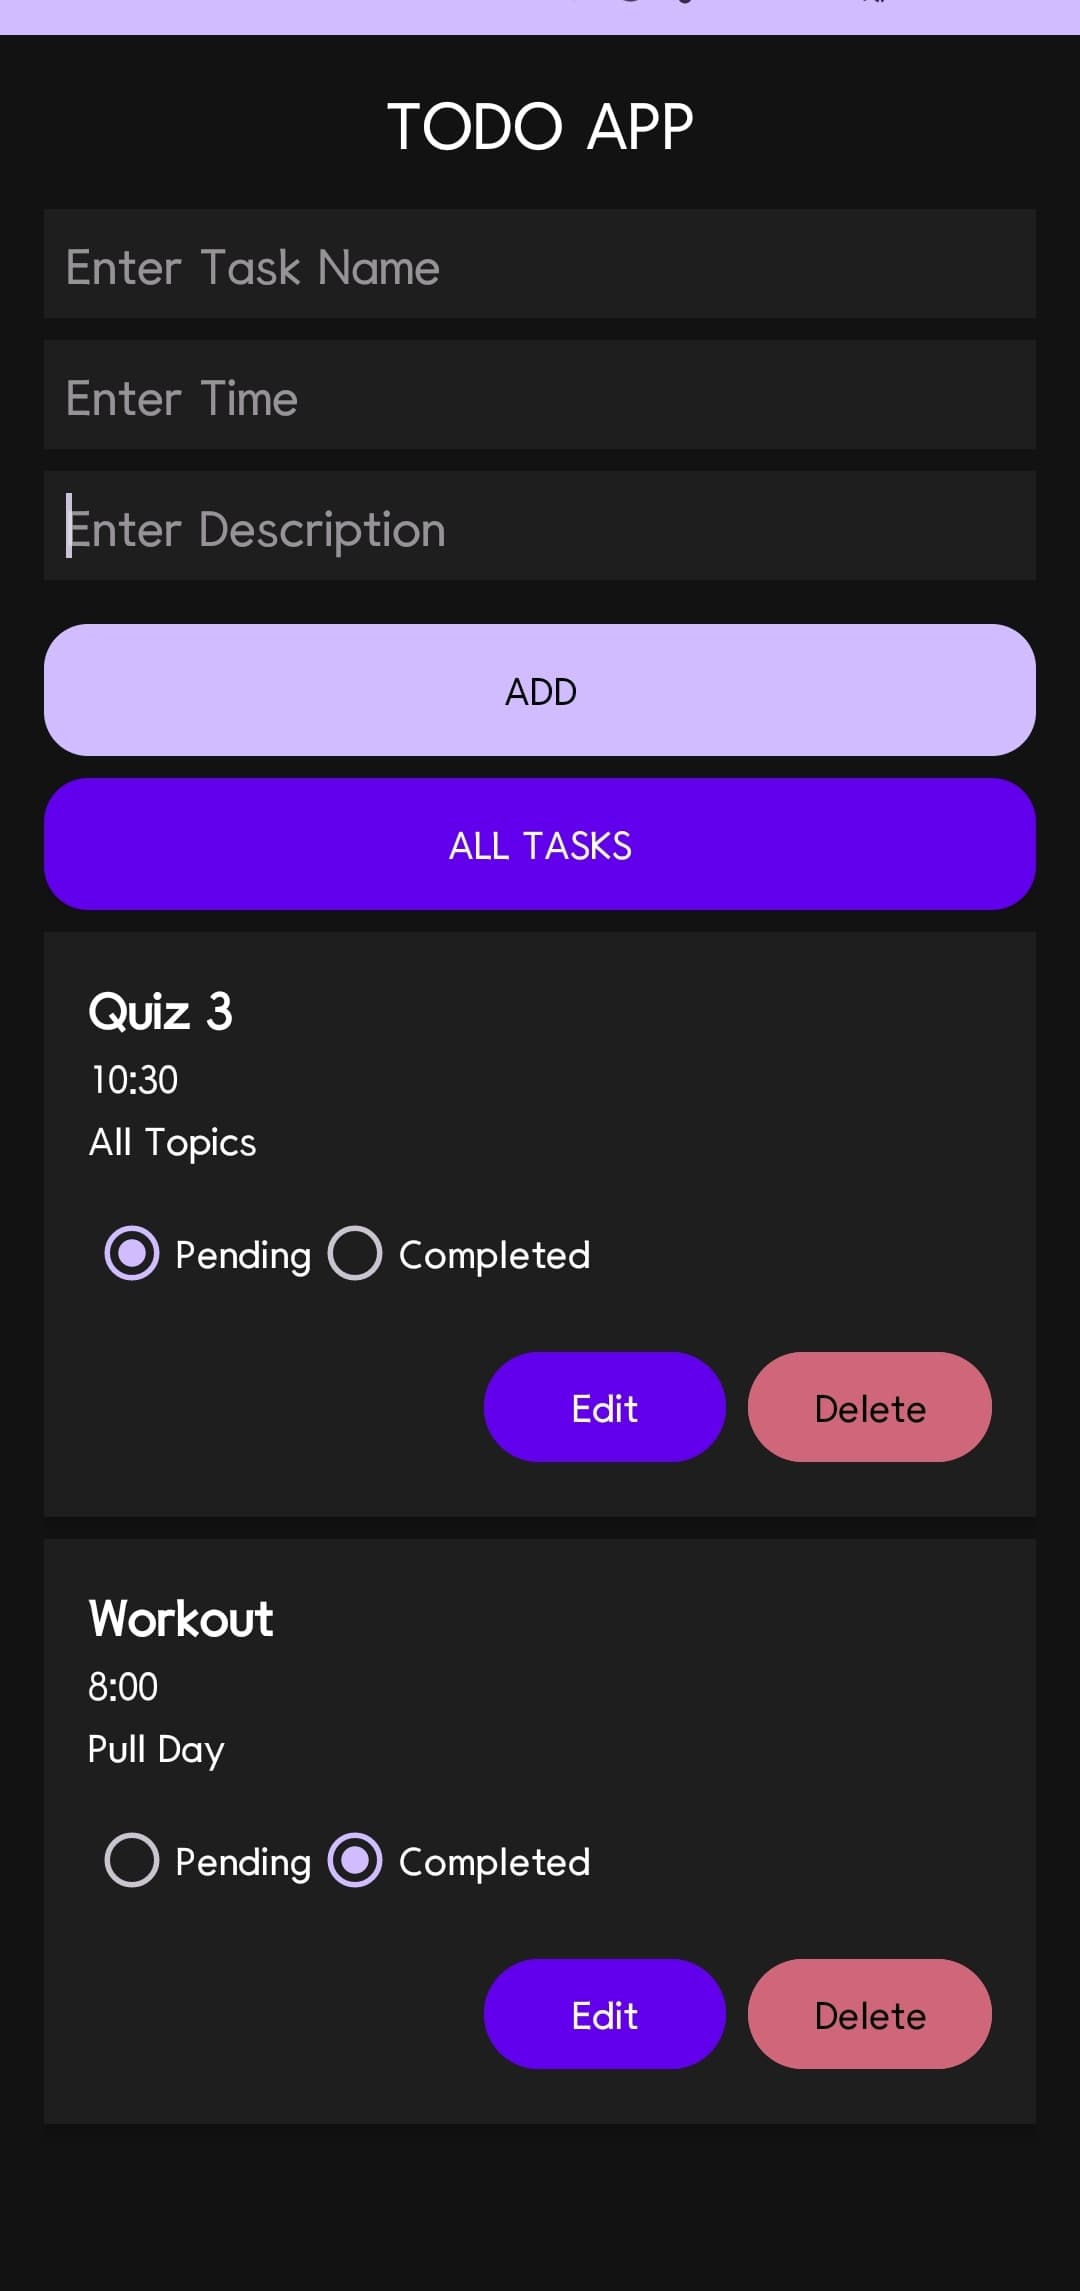 TODO APP
Enter Task Name
Enter Time
Enter Description
ADD
ALL TASKS
Quiz 3
10:30
All Topics
Pending Completed
Edit Delete
Workout
8:00
Pull Day
Pending Completed
Edit Delete